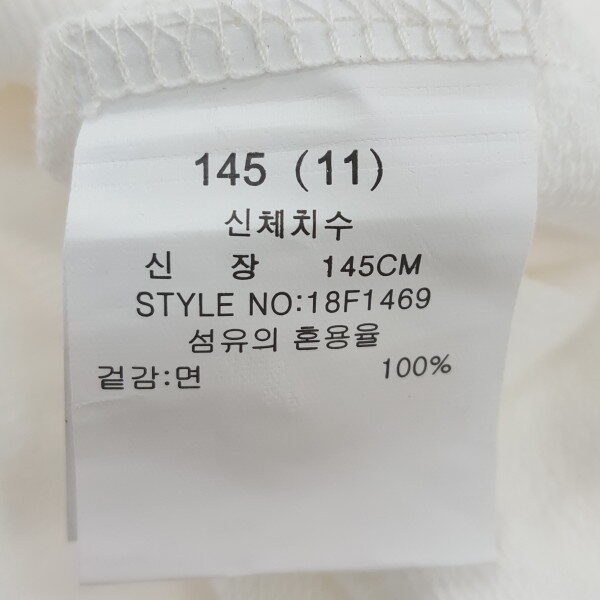 145 (11)
신체치수
신 장 145CM
STYLE NO:18F1469
섬유의 혼용율
겉감:면 100%